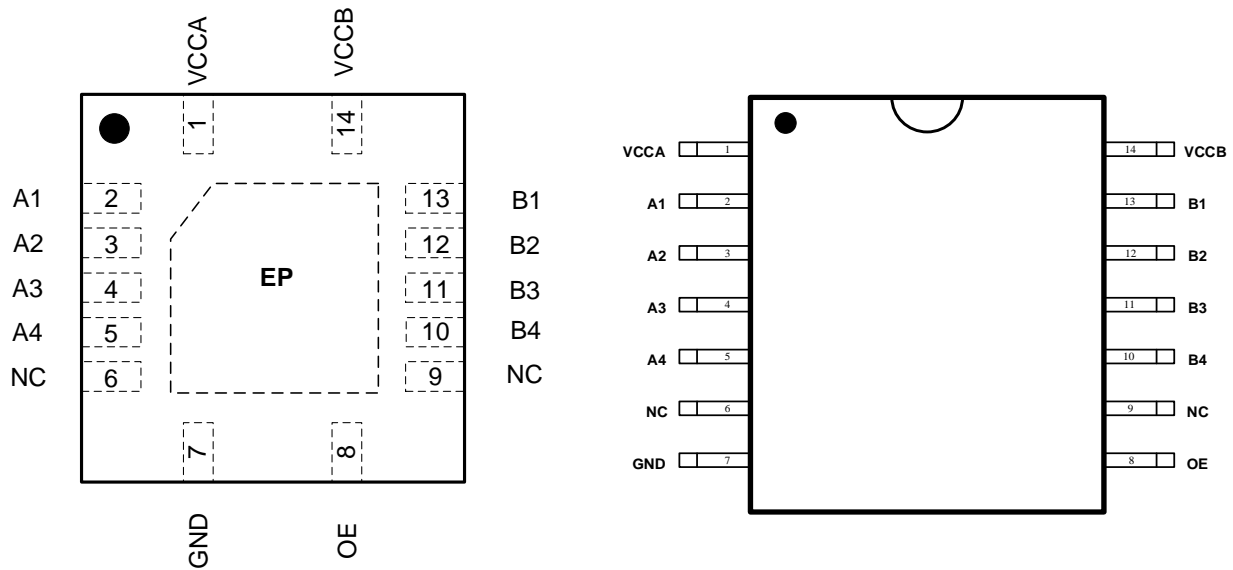 VCCA VCCB
1 14
A1 2 13 B1
A2 3 12 B2
A3 4 EP 11 B3
A4 5 10 B4
NC 6 9 NC
7 8
GND OE
VCCA 1 14 VCCB
A1 2 13 B1
A2 3 12 B2
A3 4 11 B3
A4 5 10 B4
NC 6 9 NC
GND 7 8 OE